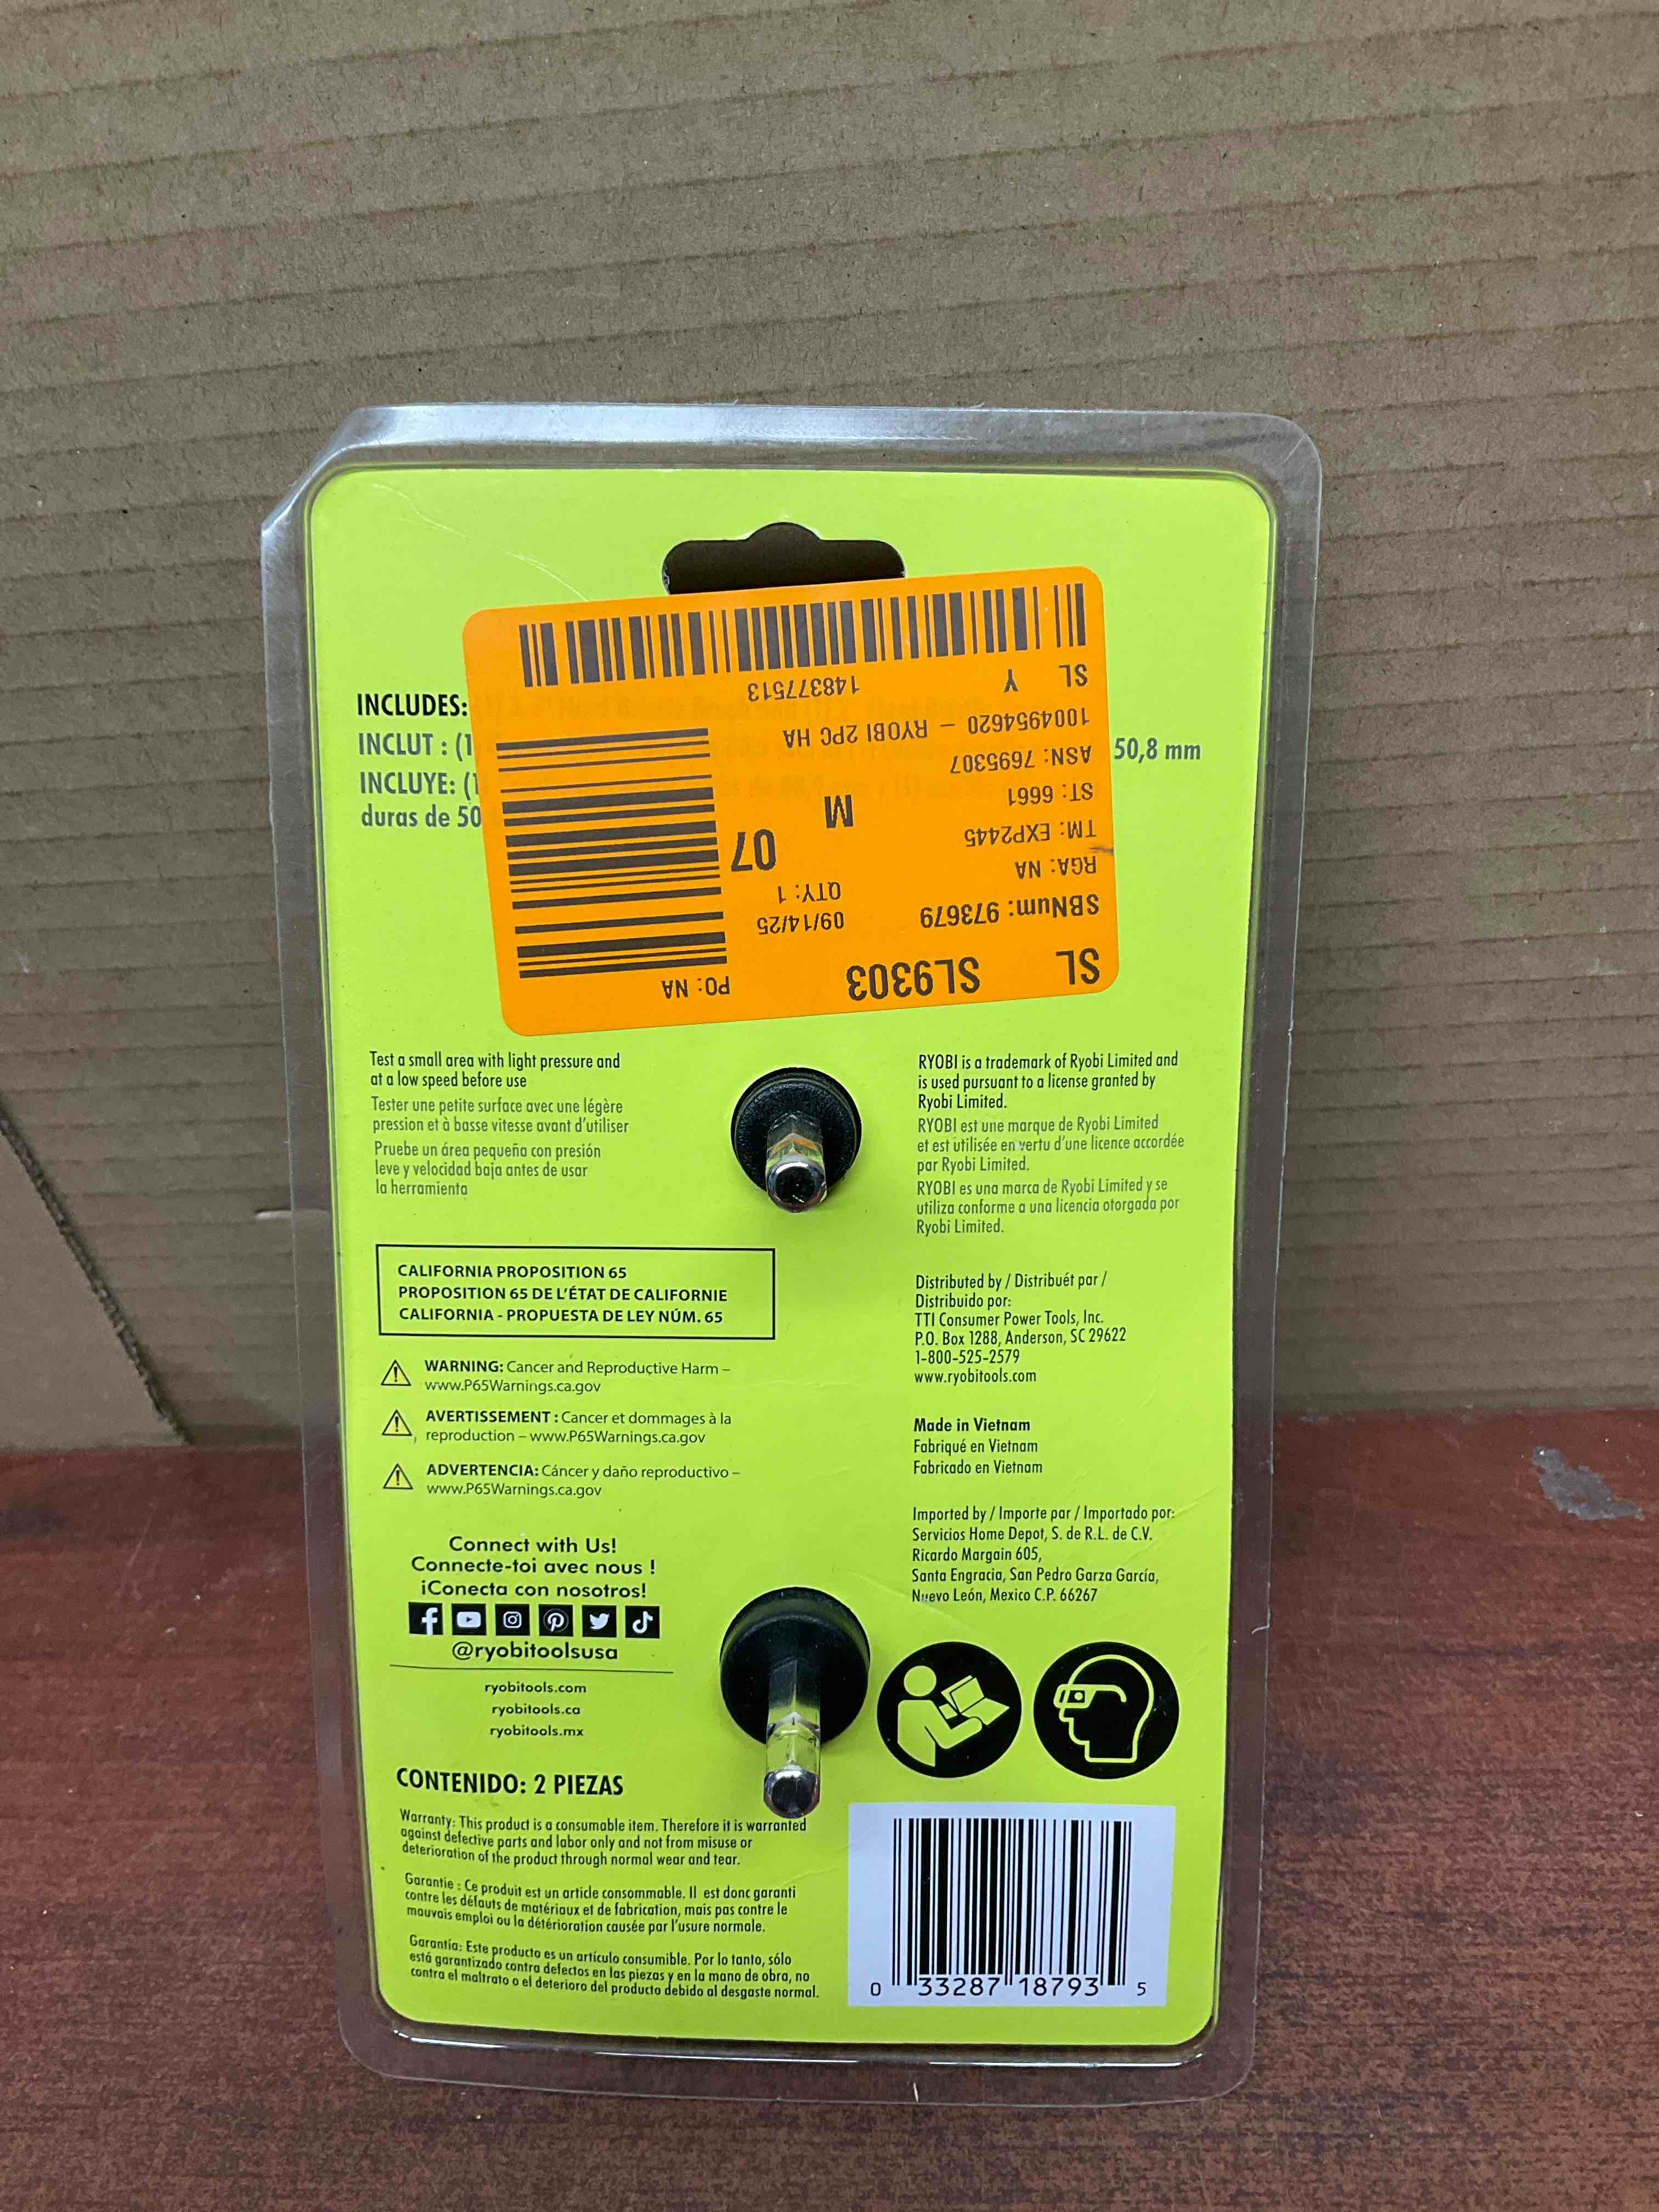 INCLUDES:
INCLUT : (1
INCLUYE: (1
duras de 50
50,8 mm
SL SL9303 PO: NA
SBNum: 973679 09/14/25
RGA: NA QTY: 1
TM: EXP2445 07
ST: 6661 M
ASN: 7695307
1004954620 – RYOBI 2PC HA
SL Y 148377513
Test a small area with light pressure and
at a low speed before use
Tester une petite surface avec une légère
pression et à basse vitesse avant d'utiliser
Pruebe un área pequeña con presión
leve y velocidad baja antes de usar
la herramienta
CALIFORNIA PROPOSITION 65
PROPOSITION 65 DE L'ÉTAT DE CALIFORNIE
CALIFORNIA - PROPUESTA DE LEY NÚM. 65
WARNING: Cancer and Reproductive Harm –
www.P65Warnings.ca.gov
AVERTISSEMENT : Cancer et dommages à la
reproduction – www.P65Warnings.ca.gov
ADVERTENCIA: Cáncer y daño reproductivo –
www.P65Warnings.ca.gov
Connect with Us!
Connecte-toi avec nous !
¡Conecta con nosotros!
@ryobitoolsusa
ryobitools.com
ryobitools.ca
ryobitools.mx
CONTENIDO: 2 PIEZAS
Warranty: This product is a consumable item. Therefore it is warranted
against defective parts and labor only and not from misuse or
deterioration of the product through normal wear and tear.
Garantie : Ce produit est un article consommable. Il est donc garanti
contre les défauts de matériaux et de fabrication, mais pas contre le
mauvais emploi ou la détérioration causée par l'usure normale.
Garantía: Este producto es un artículo consumible. Por lo tanto, sólo
está garantizado contra defectos en las piezas y en la mano de obra, no
contra el maltrato o el deterioro del producto debido al desgaste normal.
RYOBI is a trademark of Ryobi Limited and
is used pursuant to a license granted by
Ryobi Limited.
RYOBI est une marque de Ryobi Limited
et est utilisée en vertu d'une licence accordée
par Ryobi Limited.
RYOBI es una marca de Ryobi Limited y se
utiliza conforme a una licencia otorgada por
Ryobi Limited.
Distributed by / Distribuét par /
Distribuido por:
TTI Consumer Power Tools, Inc.
P.O. Box 1288, Anderson, SC 29622
1-800-525-2579
www.ryobitools.com
Made in Vietnam
Fabriqué en Vietnam
Fabricado en Vietnam
Imported by / Importe par / Importado por:
Servicios Home Depot, S. de R.L. de C.V.
Ricardo Margain 605,
Santa Engracia, San Pedro Garza García,
Nuevo León, Mexico C.P. 66267
0 33287 18793 5